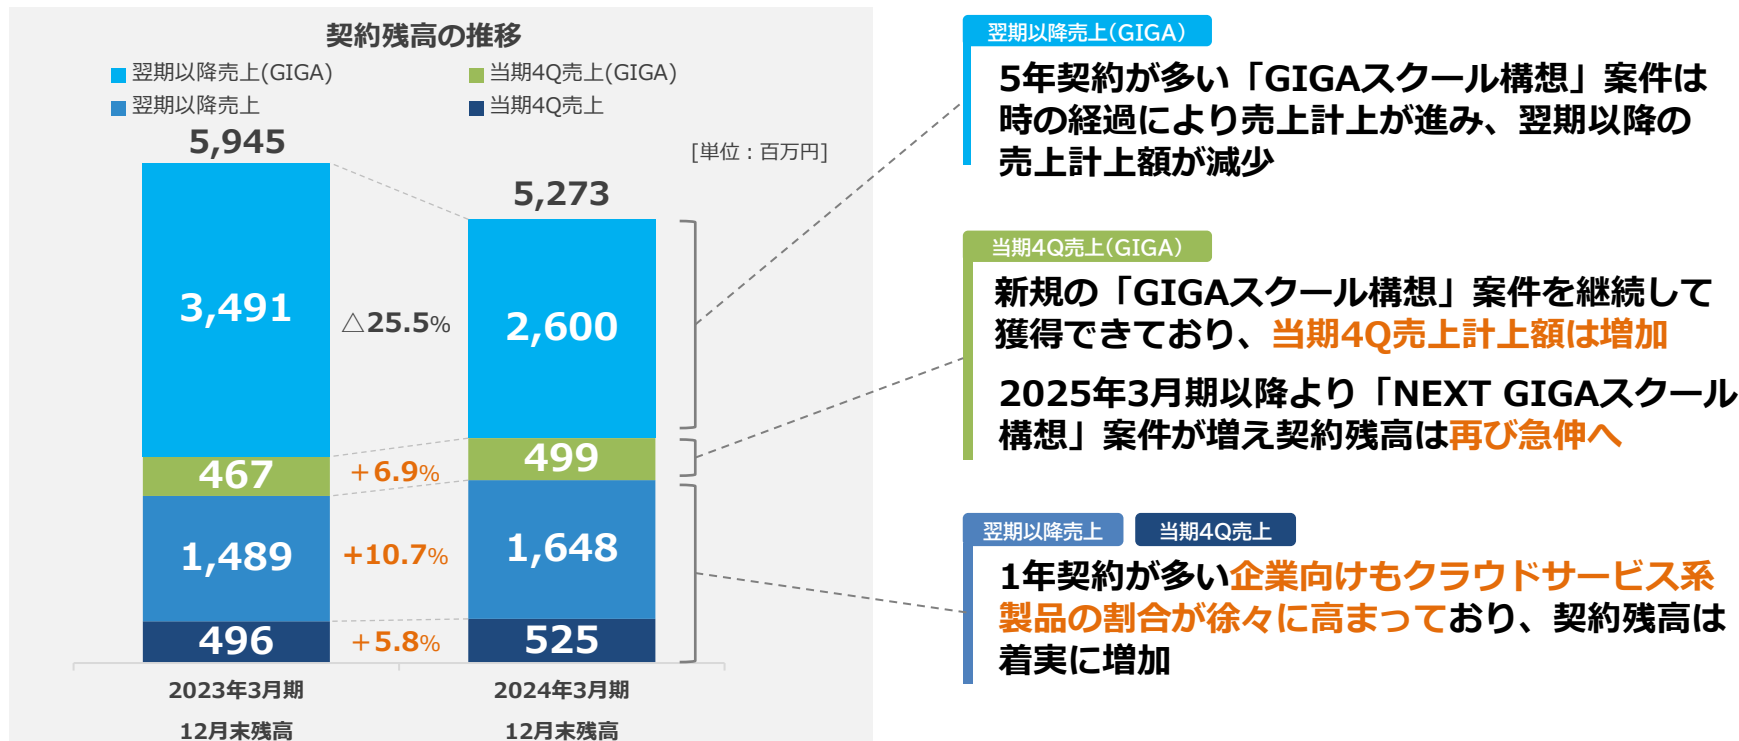 契約残高の推移
翌期以降売上(GIGA)
当期4Q売上(GIGA)
翌期以降売上
当期4Q売上
5,945
[単位：百万円]
5,273
3,491
△25.5%
2,600
467
＋6.9%
499
1,489
+10.7%
1,648
496
＋5.8%
525
2023年3月期
12月末残高
2024年3月期
12月末残高
翌期以降売上(GIGA)
5年契約が多い「GIGAスクール構想」案件は
時の経過により売上計上が進み、翌期以降の
売上計上額が減少
当期4Q売上(GIGA)
新規の「GIGAスクール構想」案件を継続して
獲得できており、当期4Q売上計上額は増加
2025年3月期以降より「NEXT GIGAスクール
構想」案件が増え契約残高は再び急伸へ
翌期以降売上
当期4Q売上
1年契約が多い企業向けもクラウドサービス系
製品の割合が徐々に高まっており、契約残高は
着実に増加